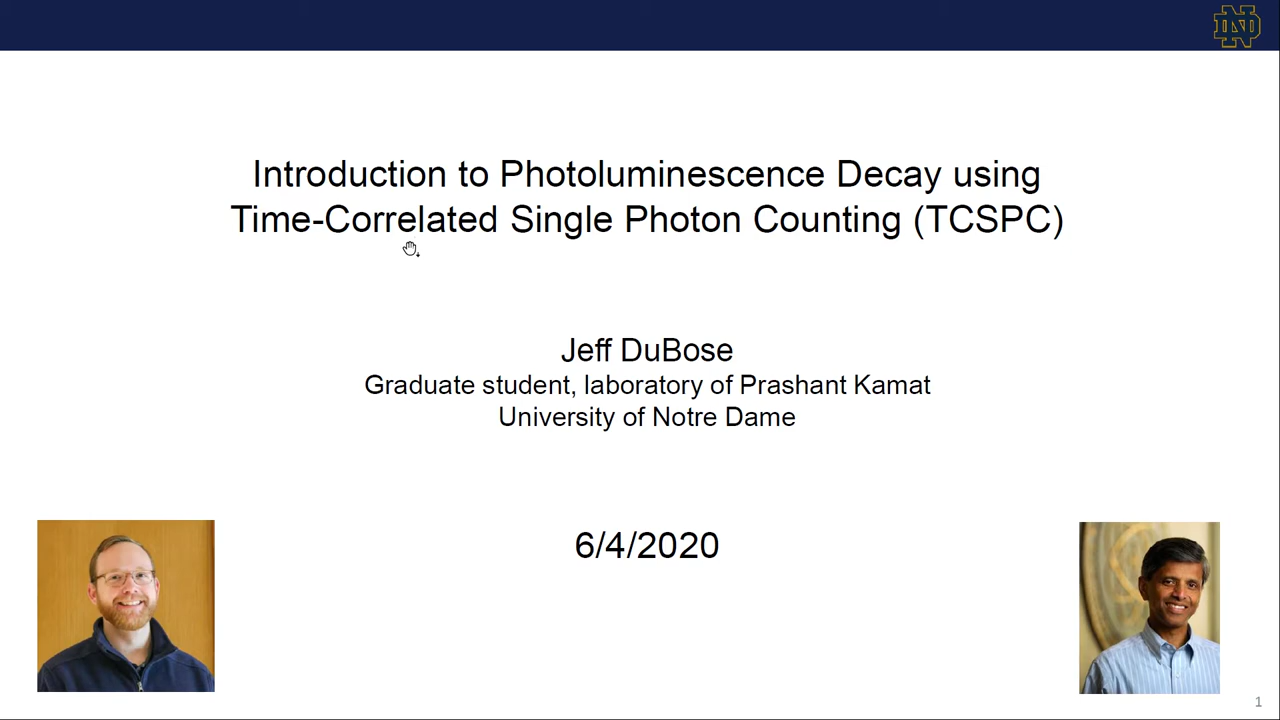 ND
Introduction to Photoluminescence Decay using
Time-Correlated Single Photon Counting (TCSPC)
Jeff DuBose
Graduate student, laboratory of Prashant Kamat
University of Notre Dame
6/4/2020
1